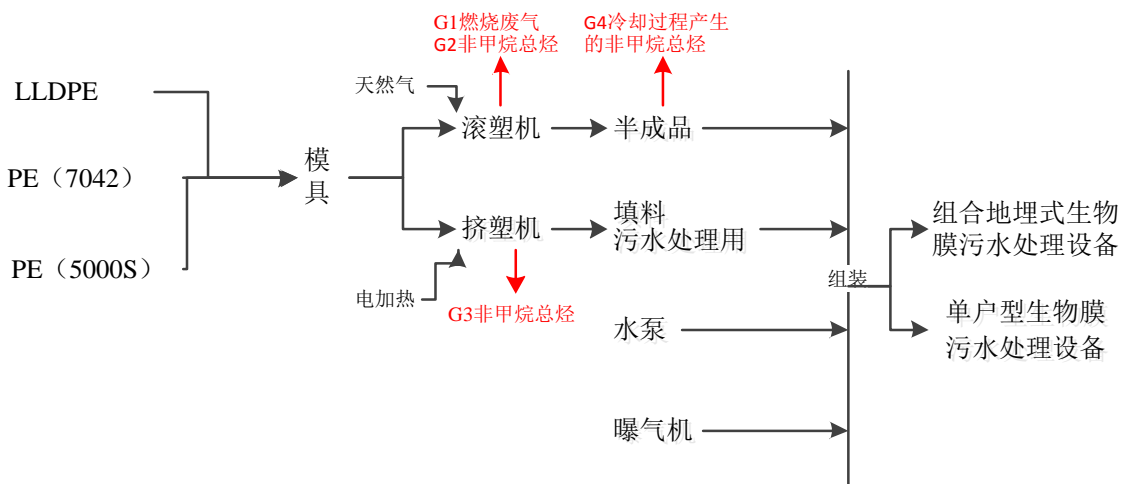 G1燃烧废气
G2非甲烷总烃
G4冷却过程产生
的非甲烷总烃
LLDPE
天然气
滚塑机
半成品
模
具
PE（7042）
挤塑机
填料
污水处理用
组合地埋式生物
膜污水处理设备
PE（5000S）
电加热
G3非甲烷总烃
组装
水泵
单户型生物膜
污水处理设备
曝气机